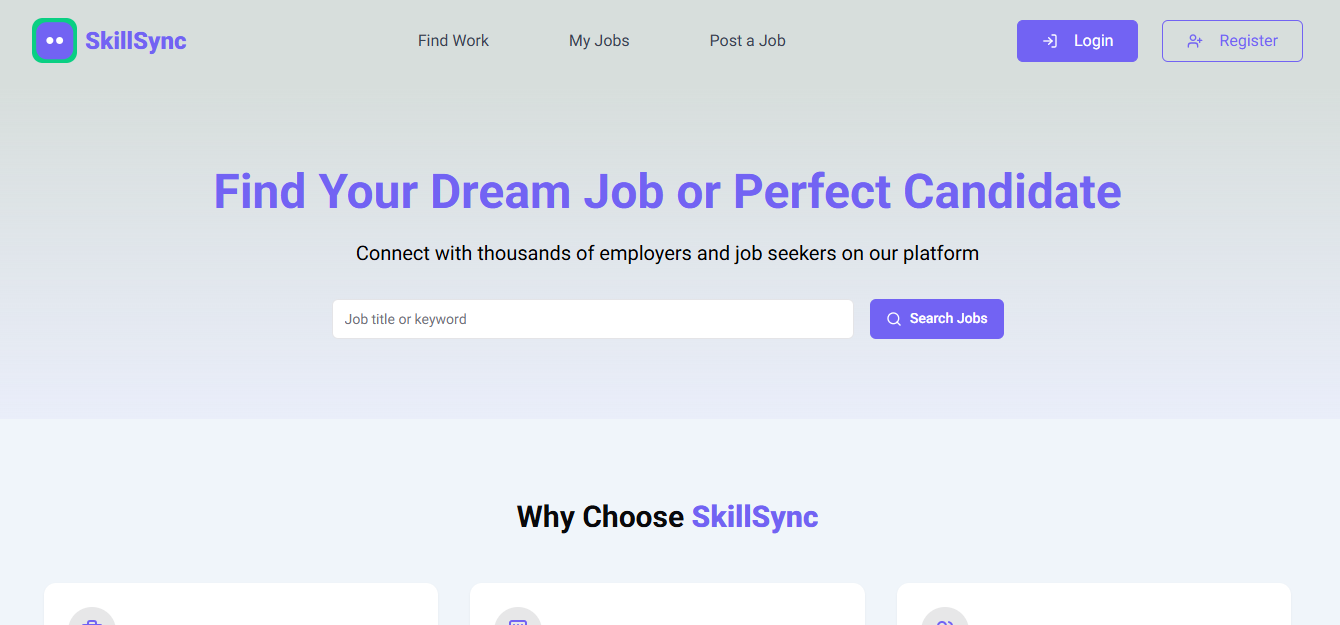 SkillSync
Find Work
My Jobs
Post a Job
Login
Register
Find Your Dream Job or Perfect Candidate
Connect with thousands of employers and job seekers on our platform
Job title or keyword
Search Jobs
Why Choose SkillSync